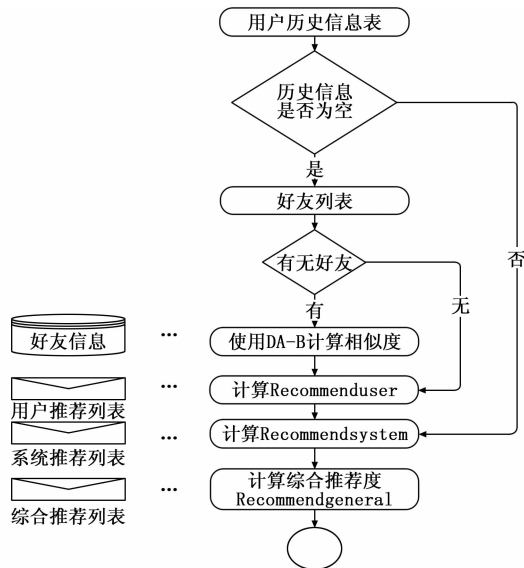 用户历史信息表
历史信息
是否为空
是
好友列表
有无好友
否
有
无
好友信息
...
使用DA-B计算相似度
...
计算Recommenduser
用户推荐列表
...
计算Recommendsystem
系统推荐列表
...
计算综合推荐度
Recommendgeneral
综合推荐列表